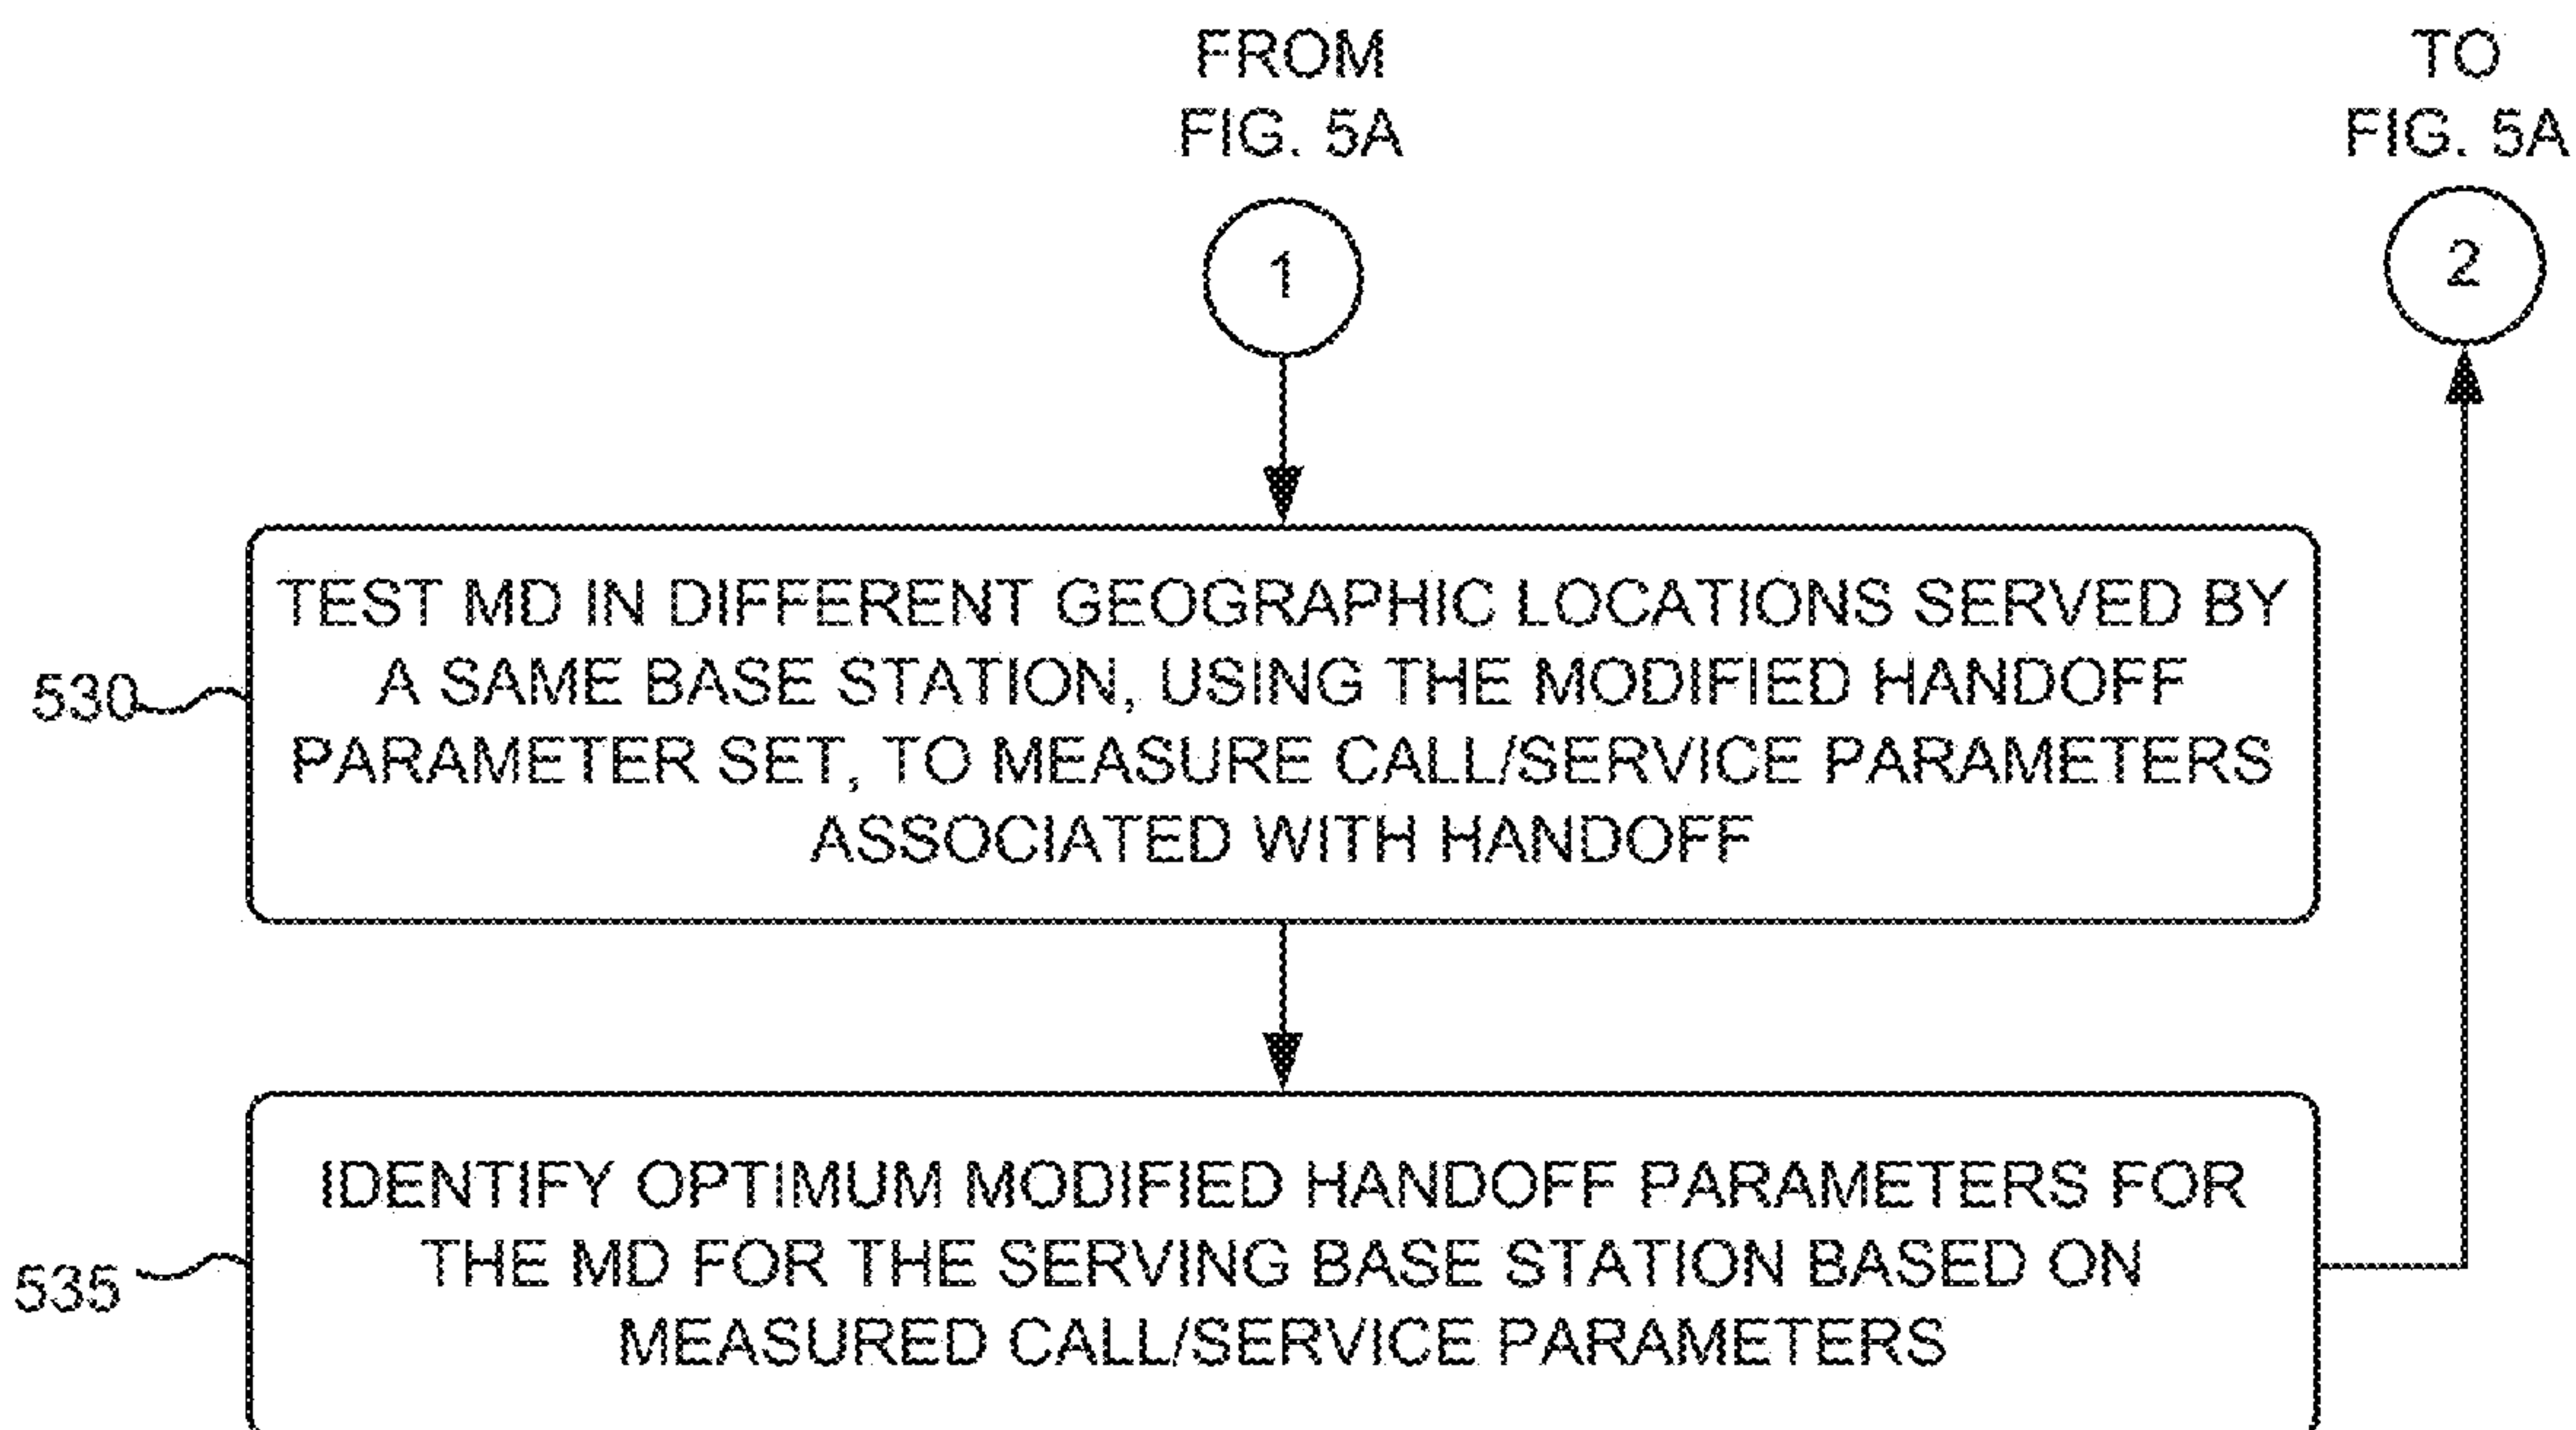 FROM
FIG. 5A
1
TO
FIG. 5A
2
530
TEST MD IN DIFFERENT GEOGRAPHIC LOCATIONS SERVED BY
A SAME BASE STATION, USING THE MODIFIED HANDOFF
PARAMETER SET, TO MEASURE CALL/SERVICE PARAMETERS
ASSOCIATED WITH HANDOFF
535
IDENTIFY OPTIMUM MODIFIED HANDOFF PARAMETERS FOR
THE MD FOR THE SERVING BASE STATION BASED ON
MEASURED CALL/SERVICE PARAMETERS